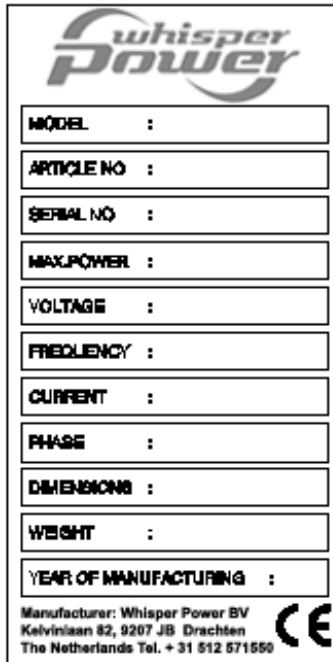 whisper
Power
MODEL :
ARTICLE NO :
SERIAL NO :
MAX.POWER :
VOLTAGE :
FREQUENCY :
CURRENT :
PHASE :
DIMENSIONS :
WEIGHT :
YEAR OF MANUFACTURING :
Manufacturer: Whisper Power BV
Kelvinlaan 82, 9207 JB Drachten
The Netherlands Tel. + 31 512 571550
CE